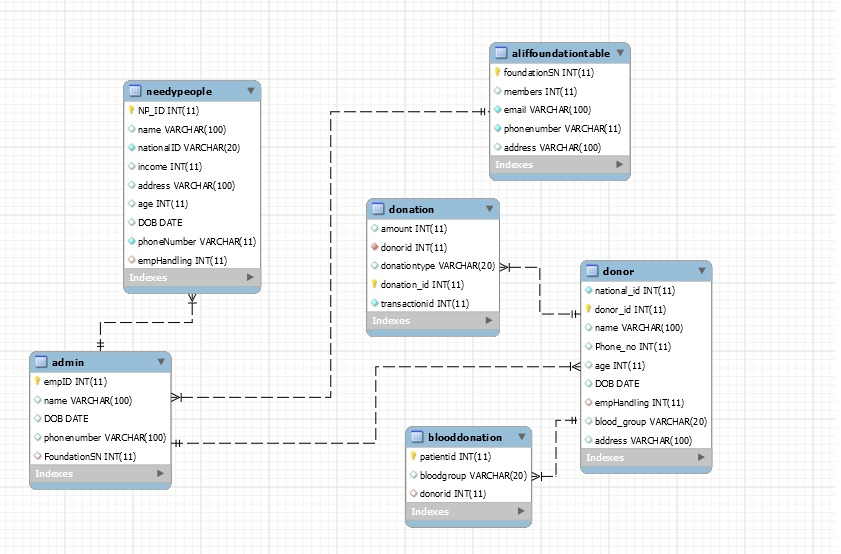 aliffoundationtable
foundationSN INT(11)
members INT(11)
email VARCHAR(100)
phonenumber VARCHAR(11)
address VARCHAR(100)
Indexes
needypeople
NP_ID INT(11)
name VARCHAR(100)
nationalID VARCHAR(20)
income INT(11)
address VARCHAR(100)
age INT(11)
DOB DATE
phoneNumber VARCHAR(11)
empHandling INT(11)
Indexes
donation
amount INT(11)
donorid INT(11)
donationtype VARCHAR(20)
donation_id INT(11)
transactionid INT(11)
Indexes
donor
national_id INT(11)
donor_id INT(11)
name VARCHAR(100)
Phone_no INT(11)
age INT(11)
DOB DATE
empHandling INT(11)
blood_group VARCHAR(20)
address VARCHAR(100)
Indexes
admin
empID INT(11)
name VARCHAR(100)
DOB DATE
phonenumber VARCHAR(100)
FoundationSN INT(11)
Indexes
blooddonation
patientid INT(11)
bloodgroup VARCHAR(20)
donorid INT(11)
Indexes